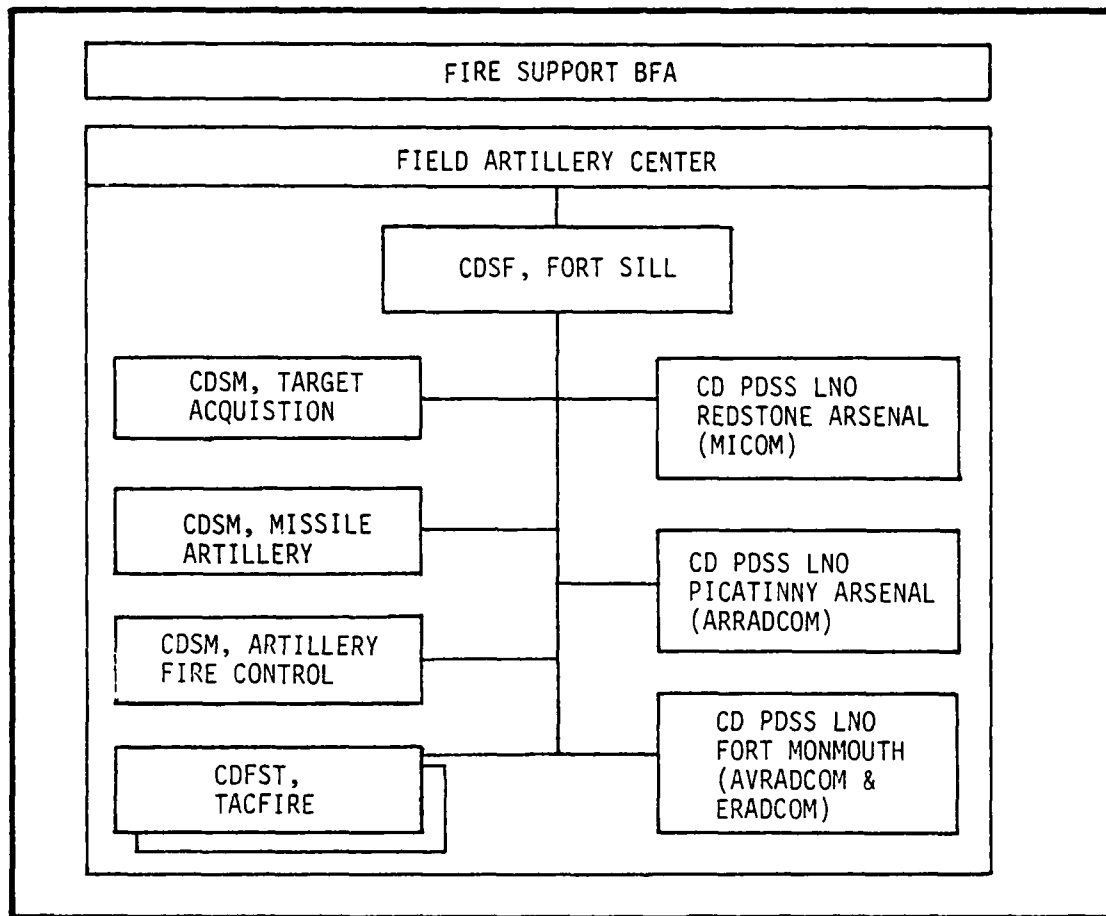 FIRE SUPPORT BFA
FIELD ARTILLERY CENTER
CDSF, FORT SILL
CDSM, TARGET
ACQUISTION
CD PDSS LNO
REDSTONE ARSENAL
(MICOM)
CDSM, MISSILE
ARTILLERY
CD PDSS LNO
PICATINNY ARSENAL
(ARRADCOM)
CDSM, ARTILLERY
FIRE CONTROL
CD PDSS LNO
FORT MONMOUTH
(AVRADCOM &
ERADCOM)
CDFST,
TACFIRE